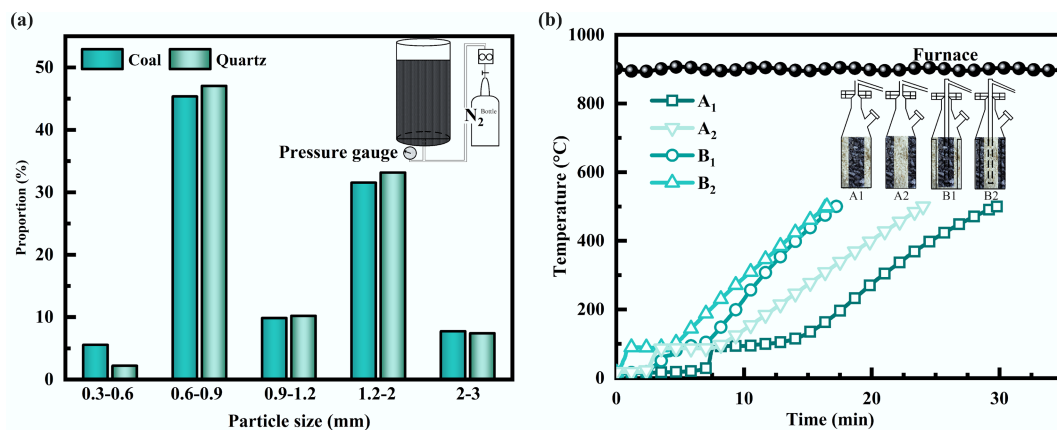 (a)
50
40
30
20
10
0
Proportion (%)
Coal
Quartz
Bottle
N2
Pressure gauge
0.3-0.6
0.6-0.9
0.9-1.2
1.2-2
2-3
Particle size (mm)
(b)
1000
800
600
400
200
0
Temperature (°C)
Furnace
A1
A2
B1
B2
A1
A2
B1
B2
0
10
20
30
Time (min)